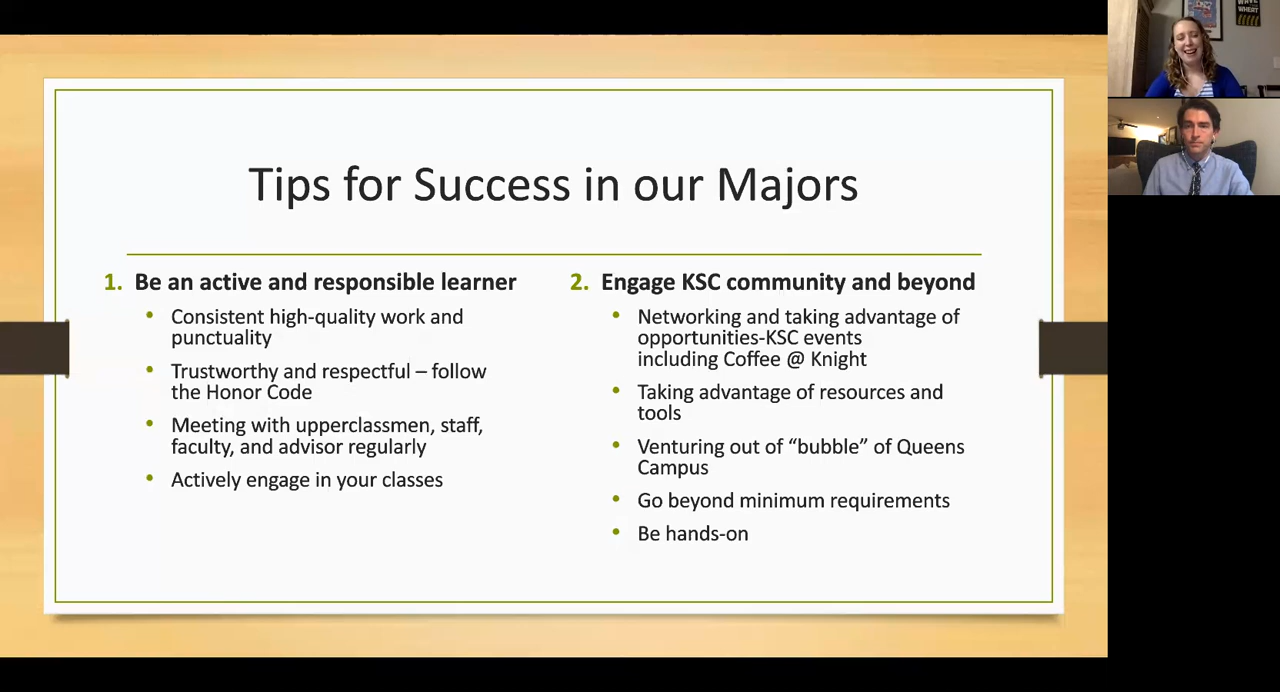 Tips for Success in our Majors
1. Be an active and responsible learner
• Consistent high-quality work and
punctuality
• Trustworthy and respectful – follow
the Honor Code
• Meeting with upperclassmen, staff,
faculty, and advisor regularly
• Actively engage in your classes
2. Engage KSC community and beyond
• Networking and taking advantage of
opportunities-KSC events
including Coffee @ Knight
• Taking advantage of resources and
tools
• Venturing out of “bubble” of Queens
Campus
• Go beyond minimum requirements
• Be hands-on
WHEAT